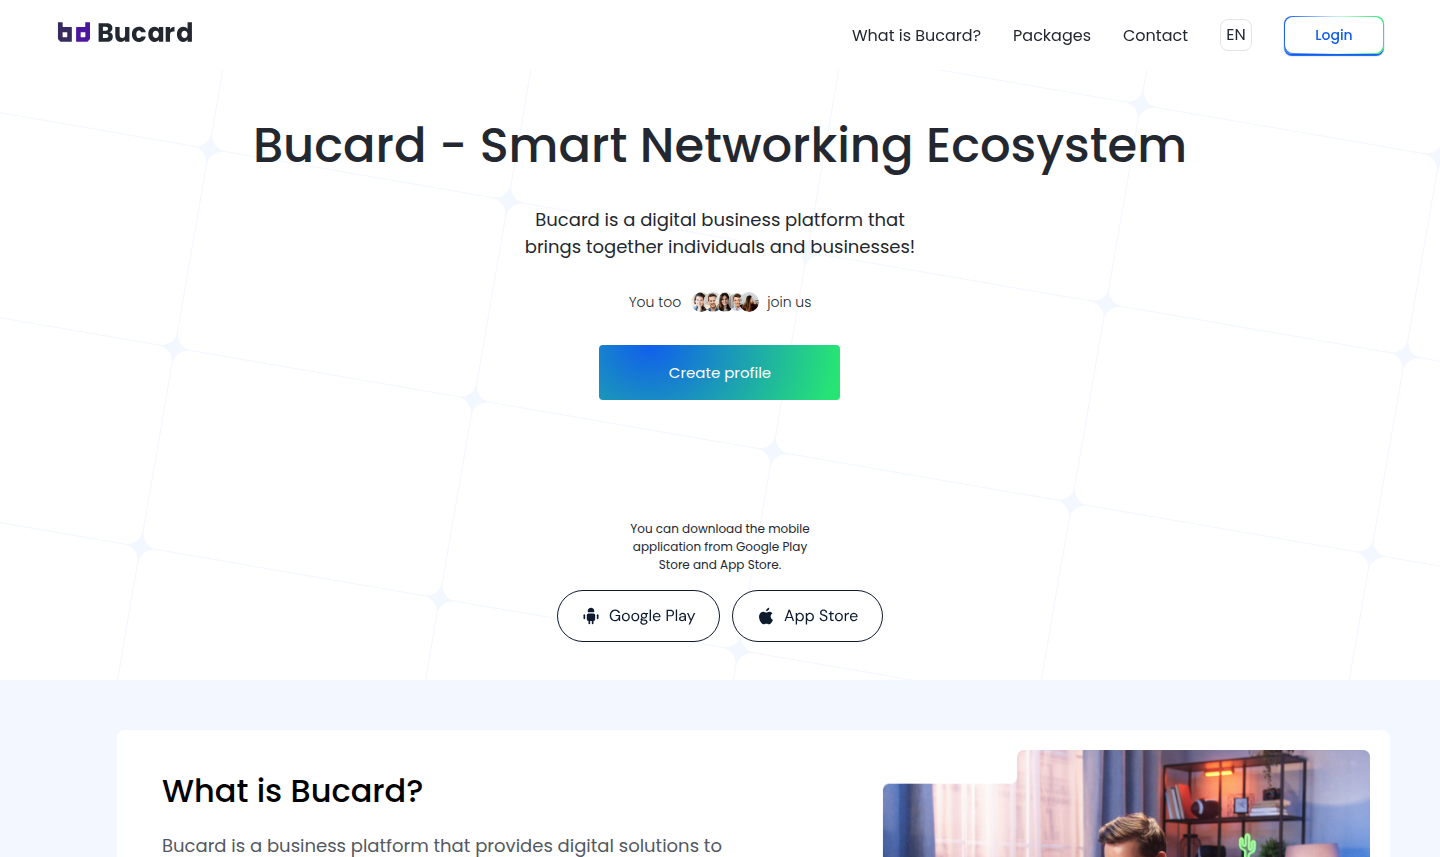 Bucard
What is Bucard?
Packages
Contact
EN
Login
Bucard - Smart Networking Ecosystem
Bucard is a digital business platform that
brings together individuals and businesses!
You too join us
Create profile
You can download the mobile
application from Google Play
Store and App Store.
Google Play
App Store
What is Bucard?
Bucard is a business platform that provides digital solutions to